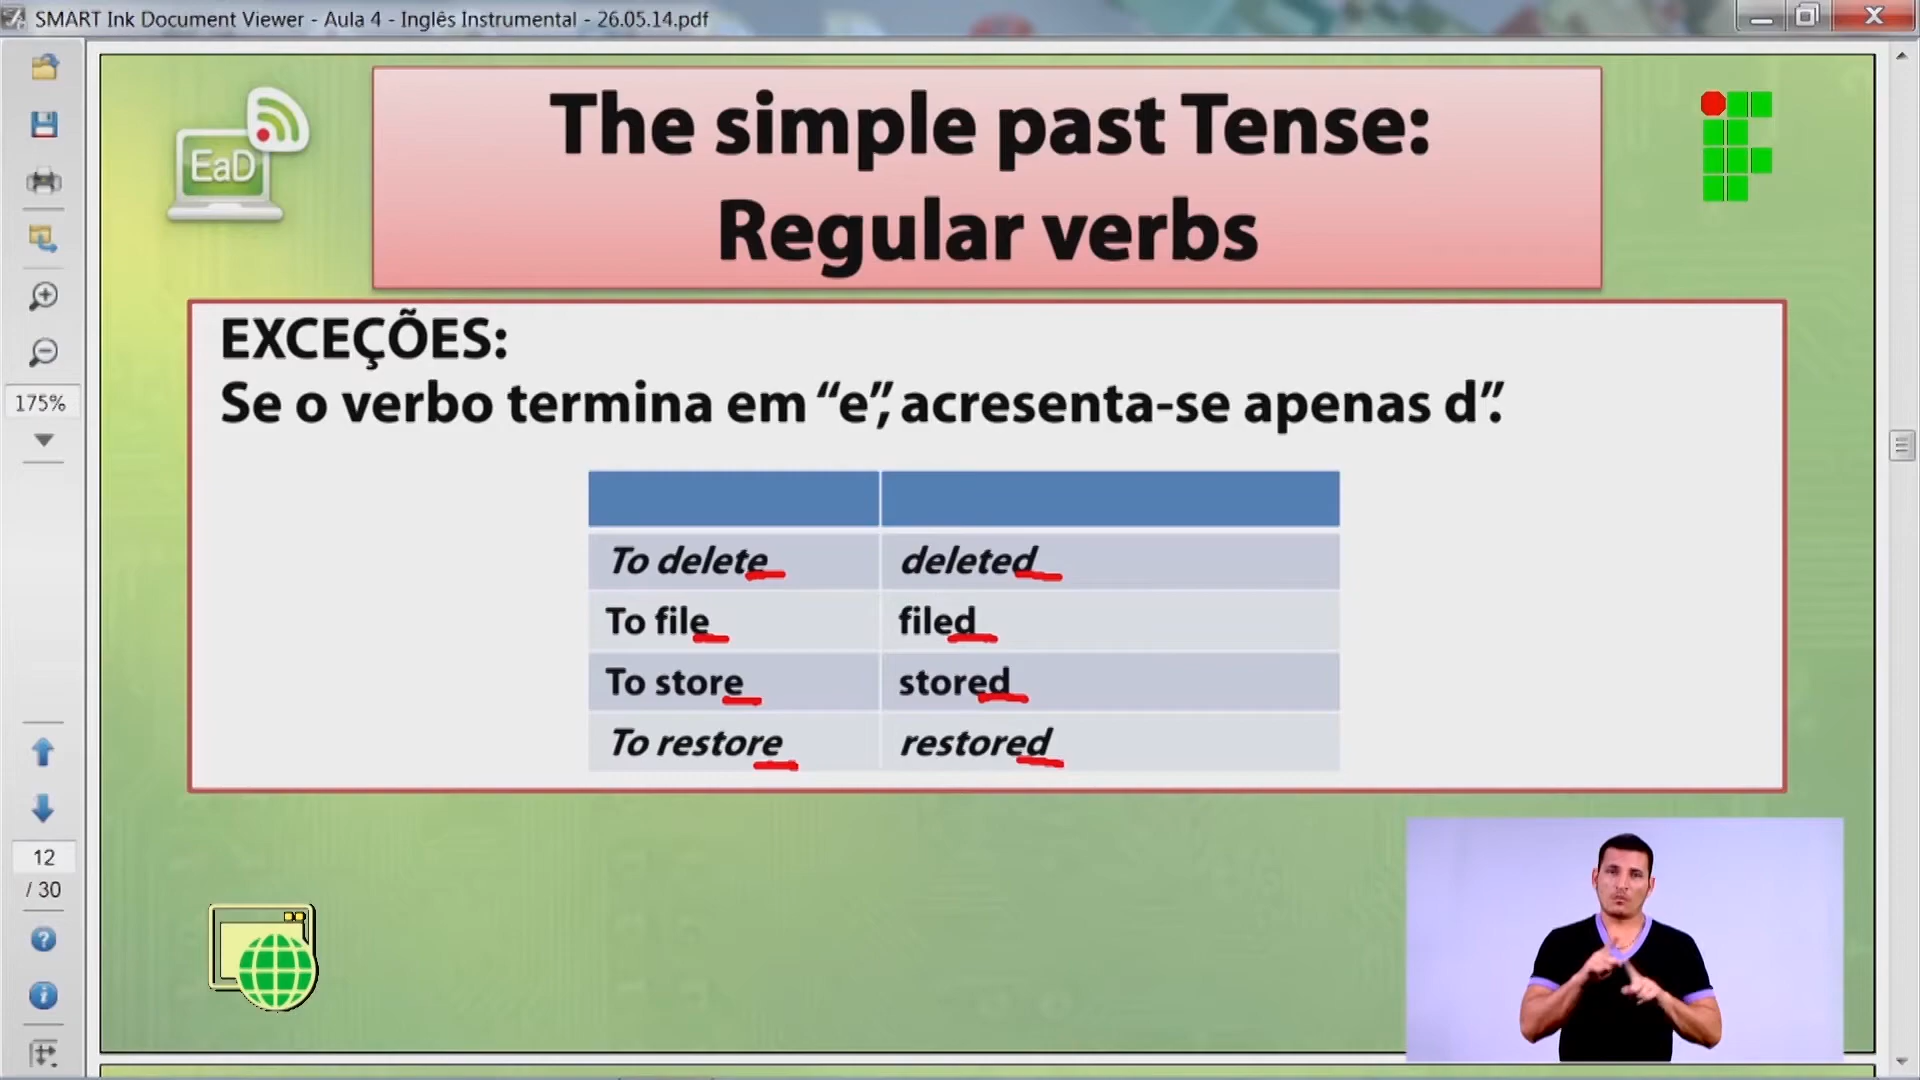 SMART Ink Document Viewer - Aula 4 - Inglês Instrumental - 26.05.14.pdf
EaD
The simple past Tense:
Regular verbs
EXCEÇÕES:
Se o verbo termina em “e”, acresenta-se apenas d”.
To delete deleted
To file filed
To store stored
To restore restored
175%
12
/ 30